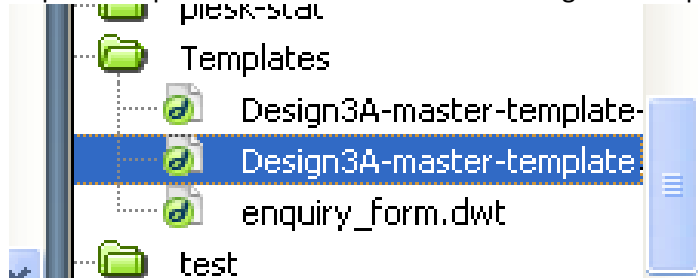 plesk-stat
Templates
Design3A-master-template-
Design3A-master-template.
enquiry_form.dwt
test